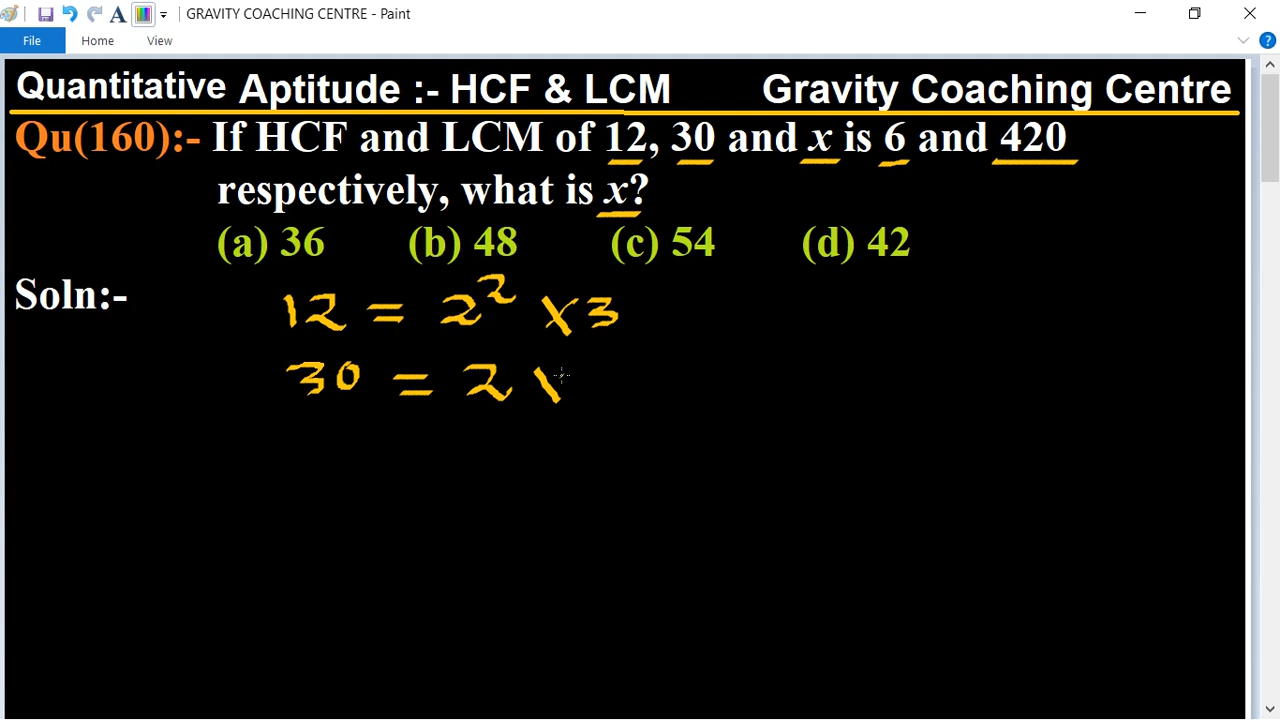 GRAVITY COACHING CENTRE - Paint
File Home View
Quantitative Aptitude :- HCF & LCM Gravity Coaching Centre
Qu(160):- If HCF and LCM of 12, 30 and x is 6 and 420
respectively, what is x?
(a) 36 (b) 48 (c) 54 (d) 42
Soln:- 12 = 2² × 3
30 = 2 \